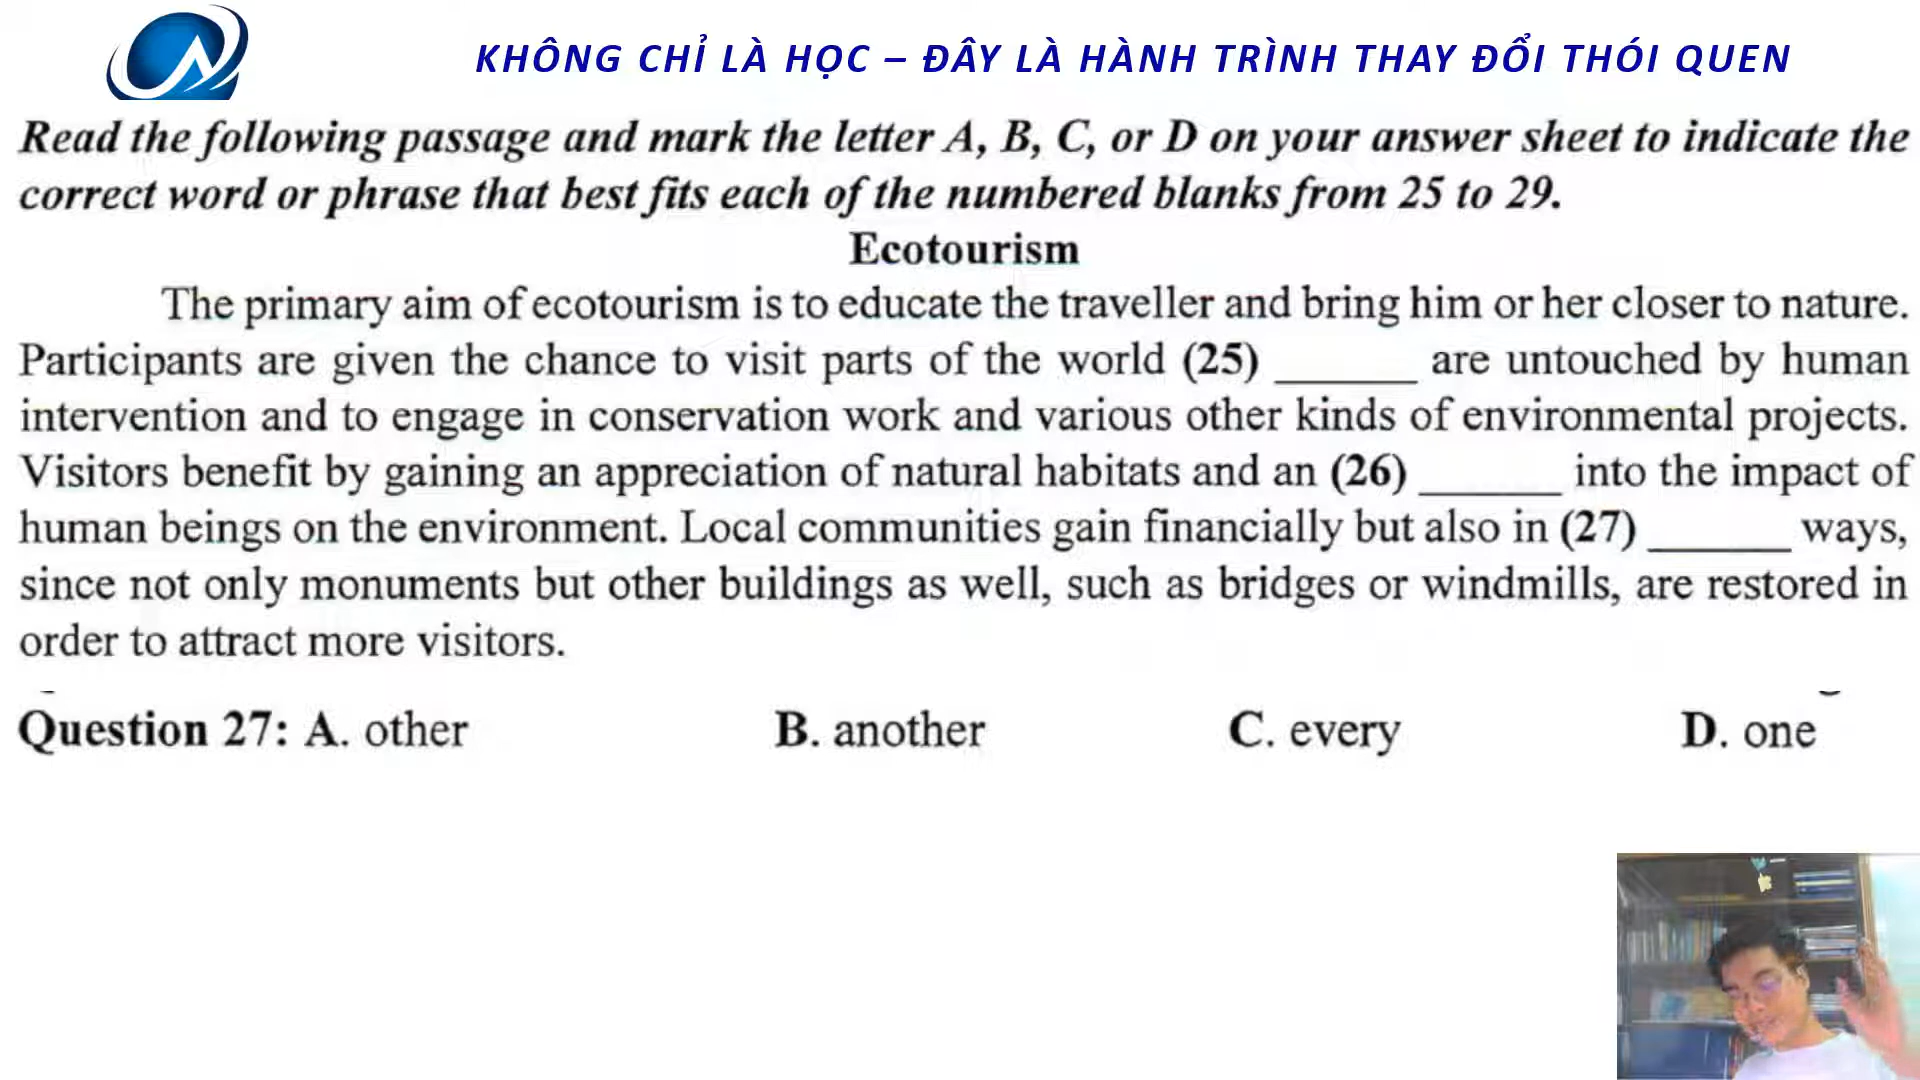 KHÔNG CHỈ LÀ HỌC – ĐÂY LÀ HÀNH TRÌNH THAY ĐỔI THÓI QUEN
Read the following passage and mark the letter A, B, C, or D on your answer sheet to indicate the
correct word or phrase that best fits each of the numbered blanks from 25 to 29.
Ecotourism
The primary aim of ecotourism is to educate the traveller and bring him or her closer to nature.
Participants are given the chance to visit parts of the world (25) ______ are untouched by human
intervention and to engage in conservation work and various other kinds of environmental projects.
Visitors benefit by gaining an appreciation of natural habitats and an (26) ______ into the impact of
human beings on the environment. Local communities gain financially but also in (27) ______ ways,
since not only monuments but other buildings as well, such as bridges or windmills, are restored in
order to attract more visitors.
Question 27: A. other B. another C. every D. one